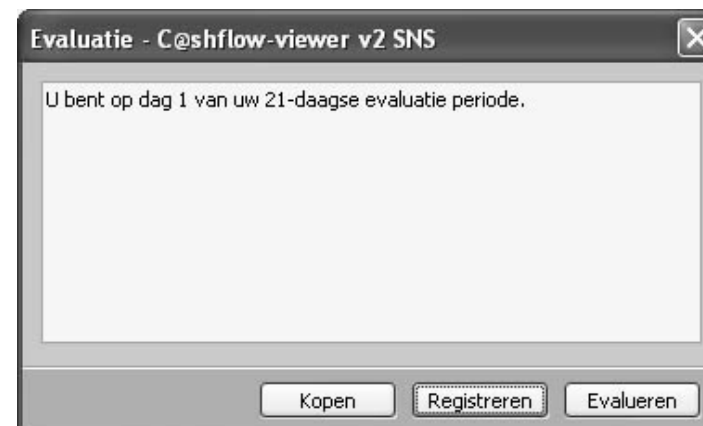 Evaluatie - C@shflow-viewer v2 SNS
U bent op dag 1 van uw 21-daagse evaluatie periode.
Kopen Registreren Evalueren